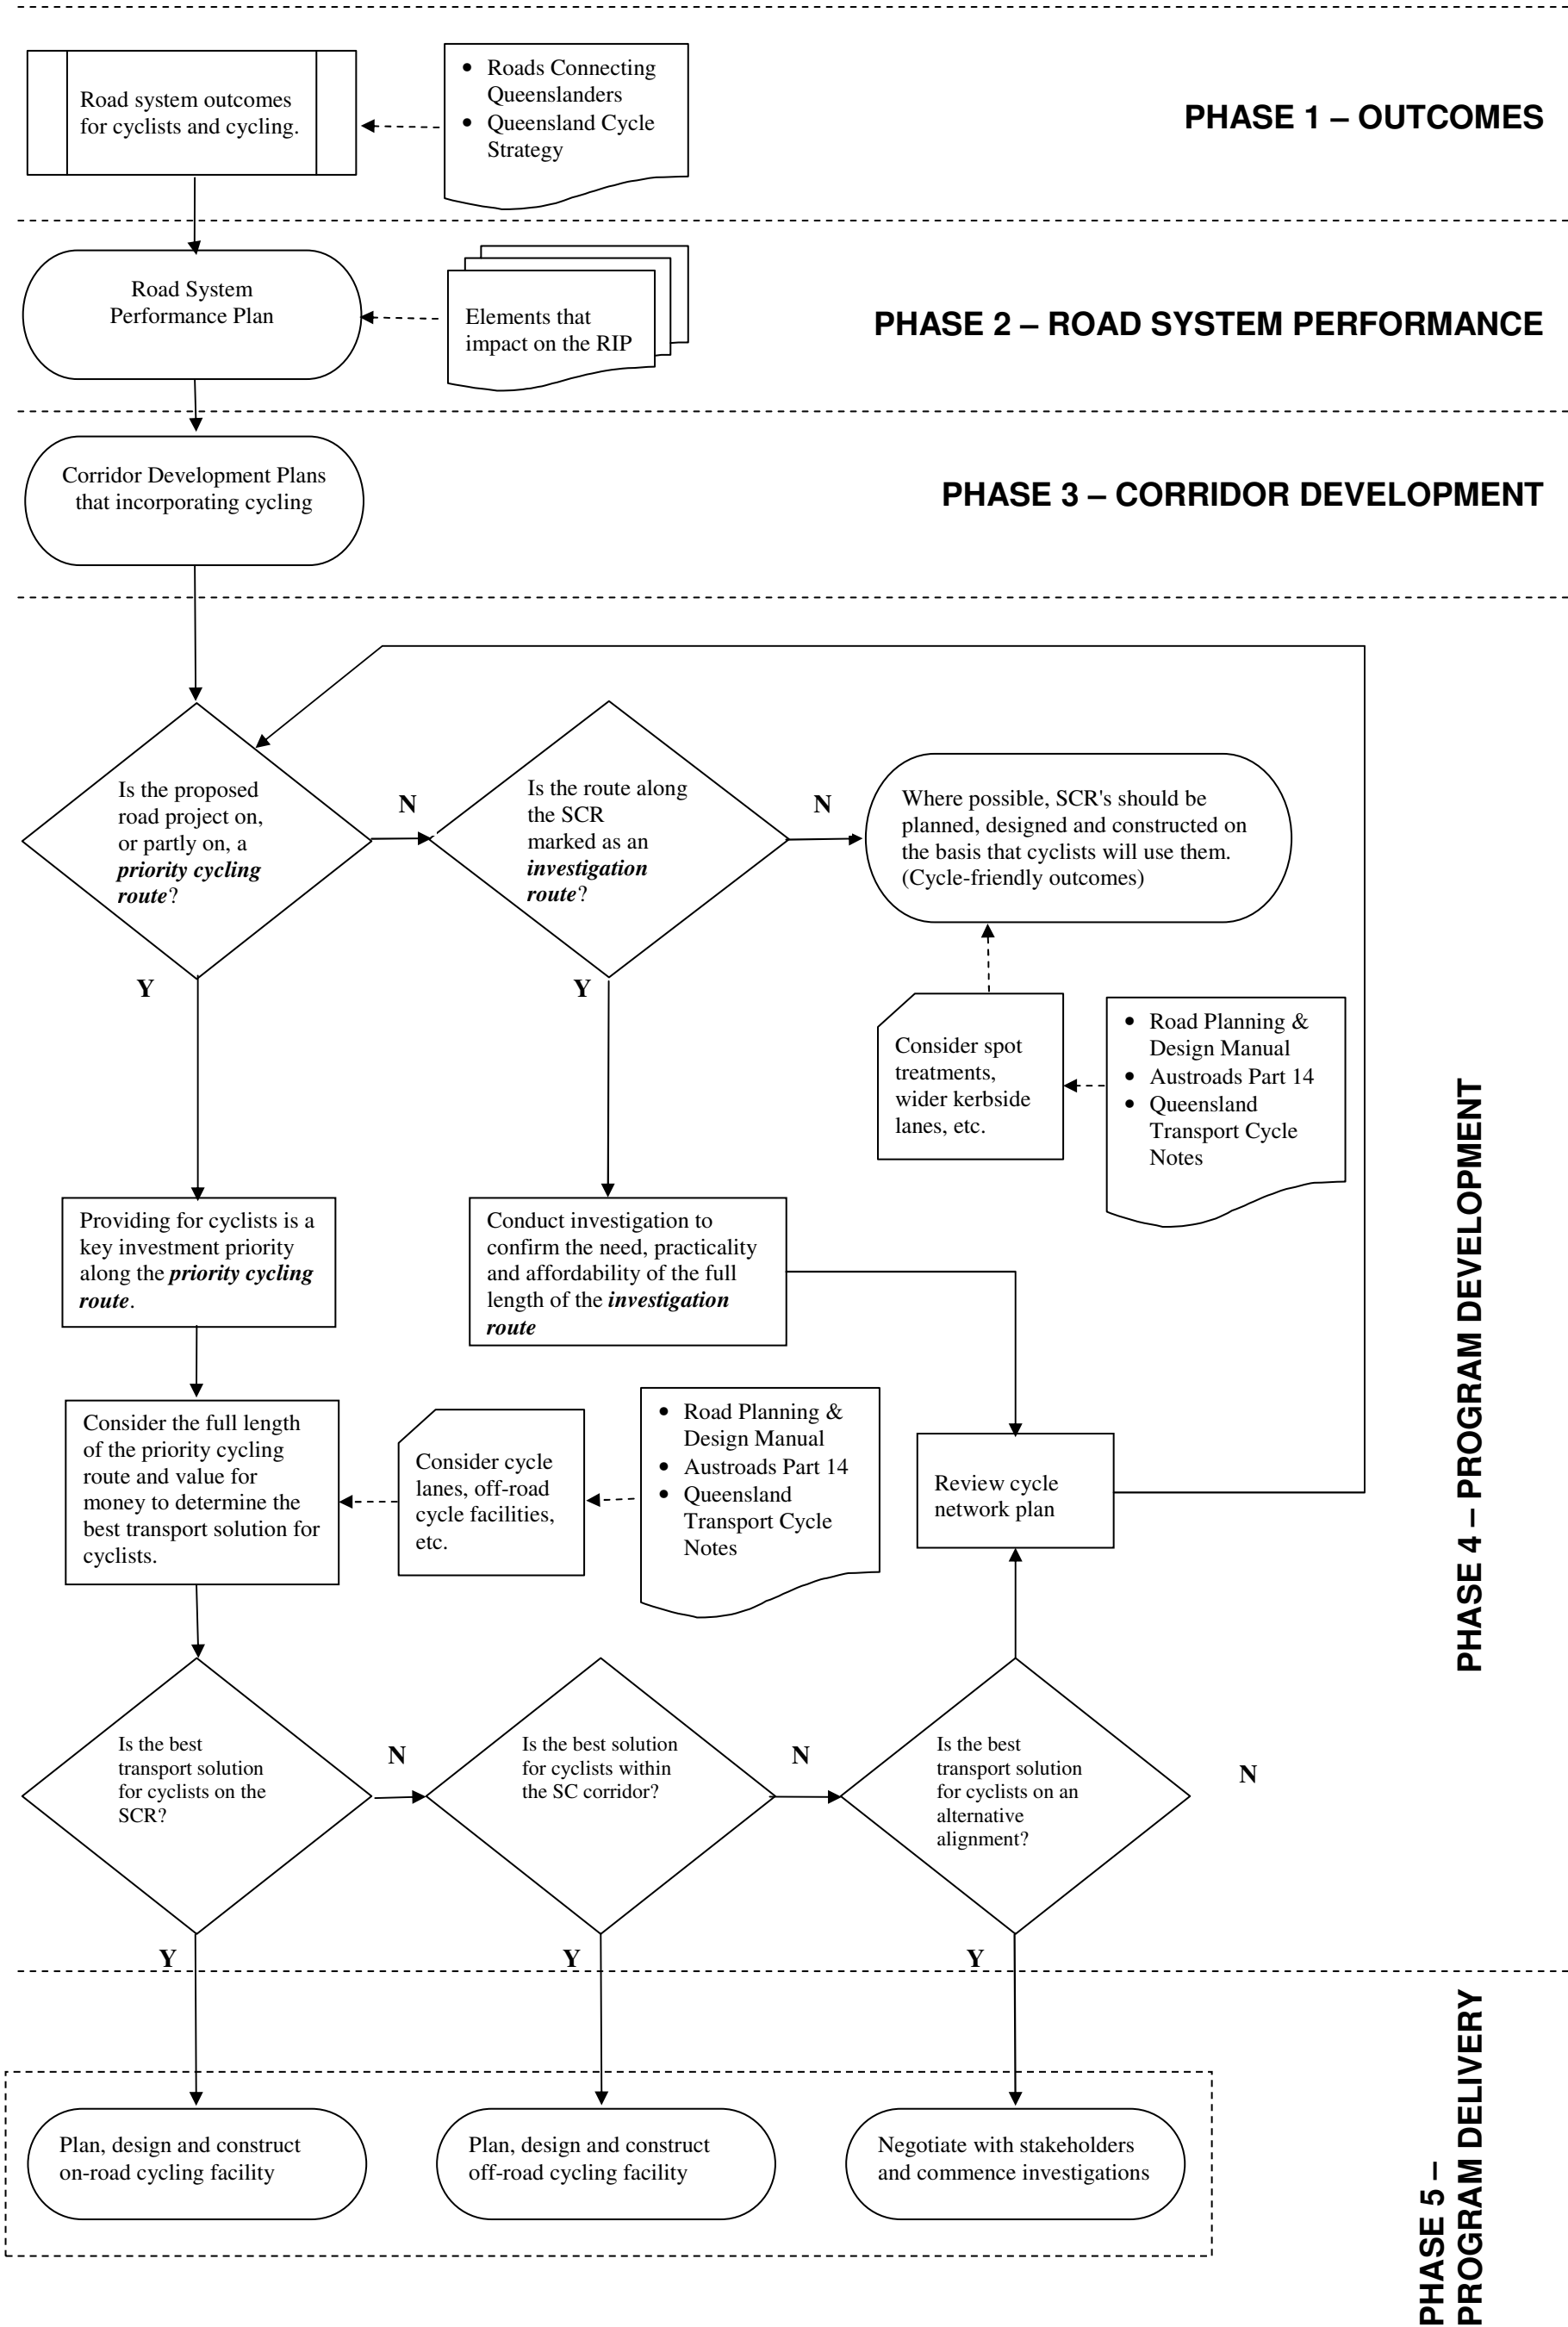 Road system outcomes
for cyclists and cycling.
• Roads Connecting
Queenslanders
• Queensland Cycle
Strategy
PHASE 1 – OUTCOMES
Road System
Performance Plan
Elements that
impact on the RIP
PHASE 2 – ROAD SYSTEM PERFORMANCE
Corridor Development Plans
that incorporating cycling
PHASE 3 – CORRIDOR DEVELOPMENT
Is the proposed
road project on,
or partly on, a
priority cycling
route?
N
Is the route along
the SCR
marked as an
investigation
route?
N
Where possible, SCR's should be
planned, designed and constructed on
the basis that cyclists will use them.
(Cycle-friendly outcomes)
Y
Y
Consider spot
treatments,
wider kerbside
lanes, etc.
• Road Planning &
Design Manual
• Austroads Part 14
• Queensland
Transport Cycle
Notes
Providing for cyclists is a
key investment priority
along the priority cycling
route.
Conduct investigation to
confirm the need, practicality
and affordability of the full
length of the investigation
route
PHASE 4 – PROGRAM DEVELOPMENT
Consider the full length
of the priority cycling
route and value for
money to determine the
best transport solution for
cyclists.
Consider cycle
lanes, off-road
cycle facilities,
etc.
• Road Planning &
Design Manual
• Austroads Part 14
• Queensland
Transport Cycle
Notes
Review cycle
network plan
Is the best
transport solution
for cyclists on the
SCR?
N
Is the best solution
for cyclists within
the SC corridor?
N
Is the best
transport solution
for cyclists on an
alternative
alignment?
N
Y
Y
Y
Plan, design and construct
on-road cycling facility
Plan, design and construct
off-road cycling facility
Negotiate with stakeholders
and commence investigations
PHASE 5 –
PROGRAM DELIVERY